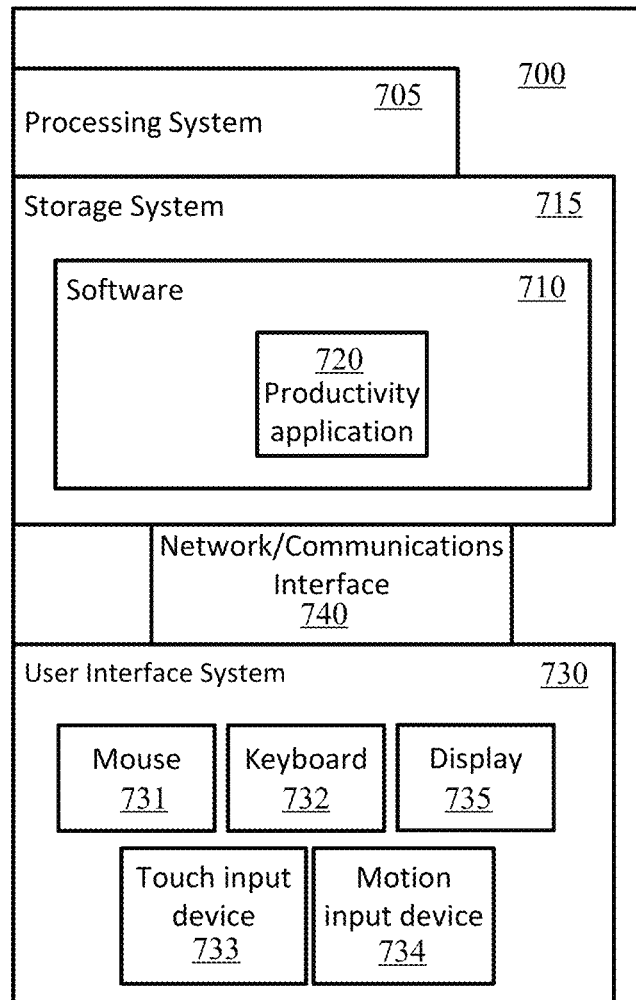 700
705
Processing System
Storage System 715
Software 710
720
Productivity
application
Network/Communications
Interface
740
User Interface System 730
Mouse Keyboard Display
731 732 735
Touch input Motion
device input device
733 734